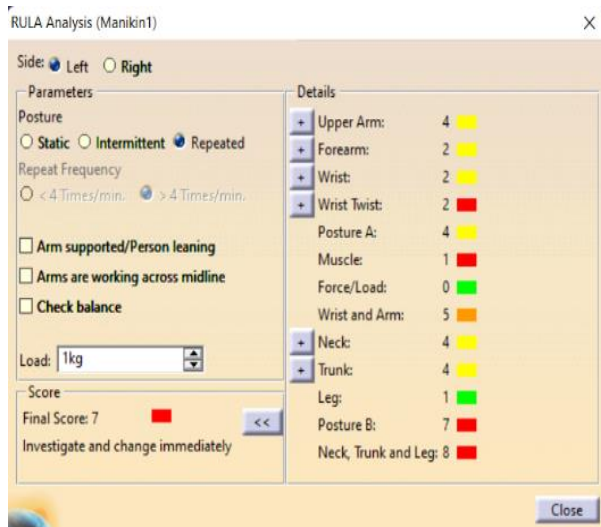 RULA Analysis (Manikin1)
Side: Left Right
Parameters
Posture
Static Intermittent Repeated
Repeat Frequency
< 4 Times/min. > 4 Times/min.
Arm supported/Person leaning
Arms are working across midline
Check balance
Load: 1kg
Score
Final Score: 7
<<
Investigate and change immediately
Details
+ Upper Arm: 4
+ Forearm: 2
+ Wrist: 2
+ Wrist Twist: 2
Posture A: 4
Muscle: 1
Force/Load: 0
Wrist and Arm: 5
+ Neck: 4
+ Trunk: 4
Leg: 1
Posture B: 7
Neck, Trunk and Leg: 8
Close